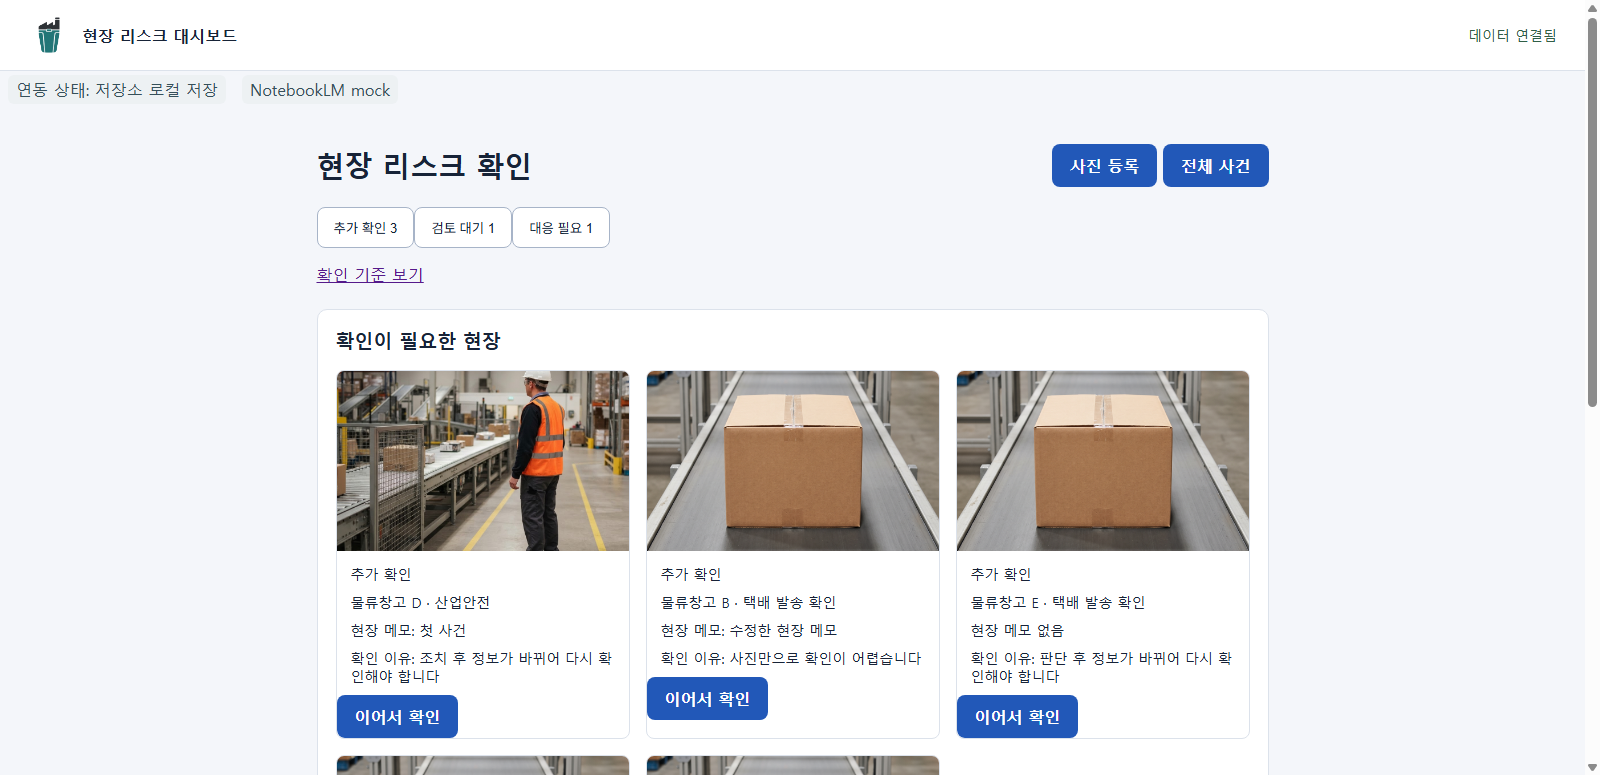 현장 리스크 대시보드
데이터 연결됨
연동 상태: 저장소 로컬 저장
NotebookLM mock
현장 리스크 확인
사진 등록
전체 사건
추가 확인 3
검토 대기 1
대응 필요 1
확인 기준 보기
확인이 필요한 현장
추가 확인
물류창고 D · 산업안전
현장 메모: 첫 사건
확인 이유: 조치 후 정보가 바뀌어 다시 확
인해야 합니다
이어서 확인
추가 확인
물류창고 B · 택배 발송 확인
현장 메모: 수정한 현장 메모
확인 이유: 사진만으로 확인이 어렵습니다
이어서 확인
추가 확인
물류창고 E · 택배 발송 확인
현장 메모 없음
확인 이유: 판단 후 정보가 바뀌어 다시 확
인해야 합니다
이어서 확인